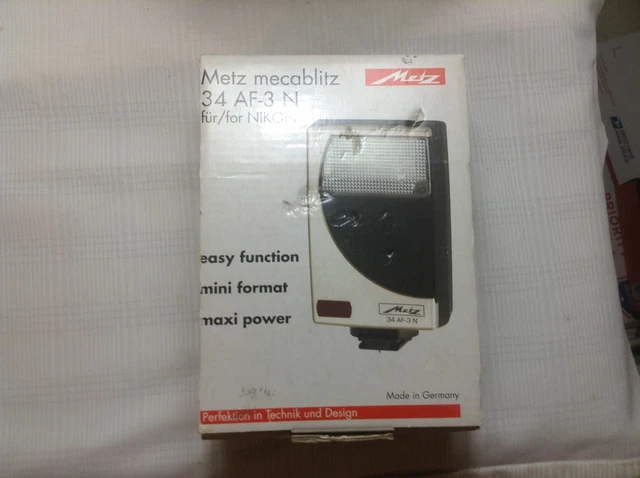 Metz mecablitz
Metz
34 AF-3 N
für/for NIKON
easy function
mini format
maxi power
Metz
34 AF-3 N
Made in Germany
Perfektion in Technik und Design
PRIORITY